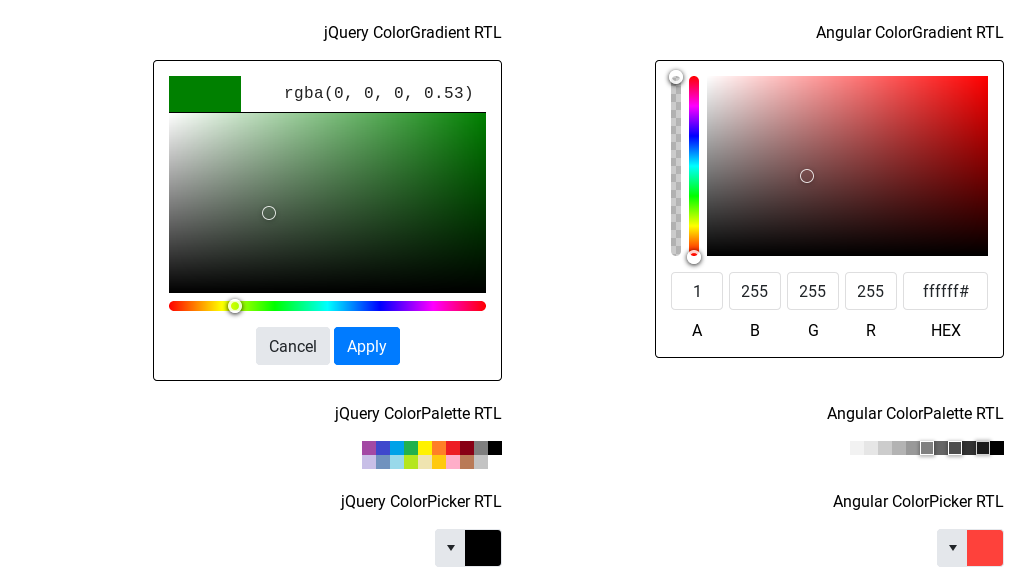 jQuery ColorGradient RTL
rgba(0, 0, 0, 0.53)
Cancel Apply
jQuery ColorPalette RTL
jQuery ColorPicker RTL
Angular ColorGradient RTL
1 255 255 255 ffffff#
A B G R HEX
Angular ColorPalette RTL
Angular ColorPicker RTL